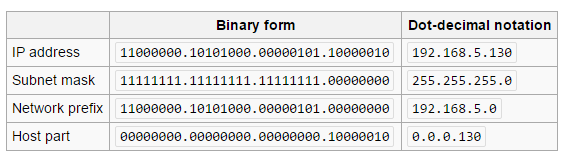 Binary form Dot-decimal notation
IP address 11000000.10101000.00000101.10000010 192.168.5.130
Subnet mask 11111111.11111111.11111111.00000000 255.255.255.0
Network prefix 11000000.10101000.00000101.00000000 192.168.5.0
Host part 00000000.00000000.00000000.10000010 0.0.0.130